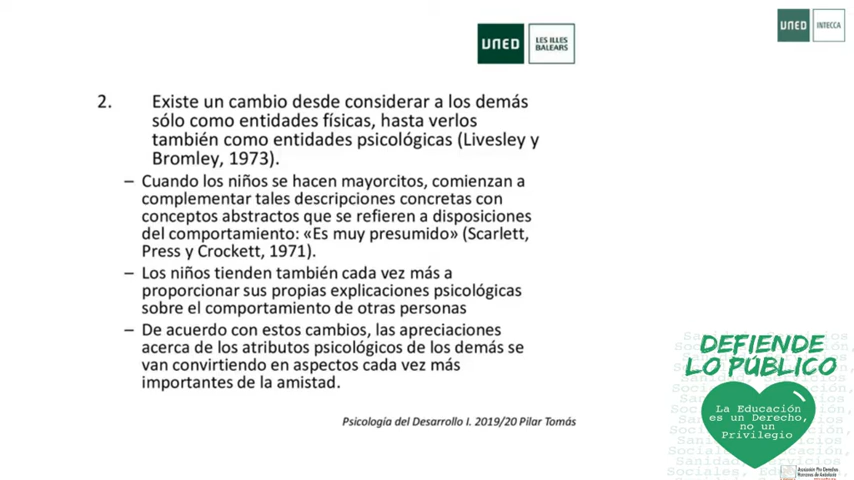 UNED
LES ILLES
BALEARS
UNED
INTECCA
2. Existe un cambio desde considerar a los demás
sólo como entidades físicas, hasta verlos
también como entidades psicológicas (Livesley y
Bromley, 1973).
– Cuando los niños se hacen mayorcitos, comienzan a
complementar tales descripciones concretas con
conceptos abstractos que se refieren a disposiciones
del comportamiento: «Es muy presumido» (Scarlett,
Press y Crockett, 1971).
– Los niños tienden también cada vez más a
proporcionar sus propias explicaciones psicológicas
sobre el comportamiento de otras personas
– De acuerdo con estos cambios, las apreciaciones
acerca de los atributos psicológicos de los demás se
van convirtiendo en aspectos cada vez más
importantes de la amistad.
Psicología del Desarrollo I. 2019/20 Pilar Tomás
DEFIENDE
LO PÚBLICO
La Educación
es un Derecho,
no un
Privilegio